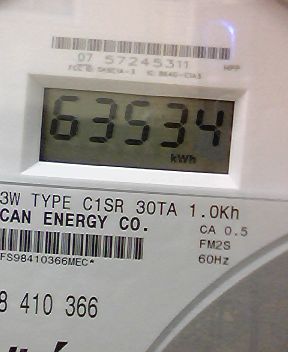 07 57245311
63534
kWh
3W TYPE C1SR 30TA 1.0Kh
CAN ENERGY CO.
CA 0.5
FM2S
FS98410366MEC*
60Hz
8 410 366